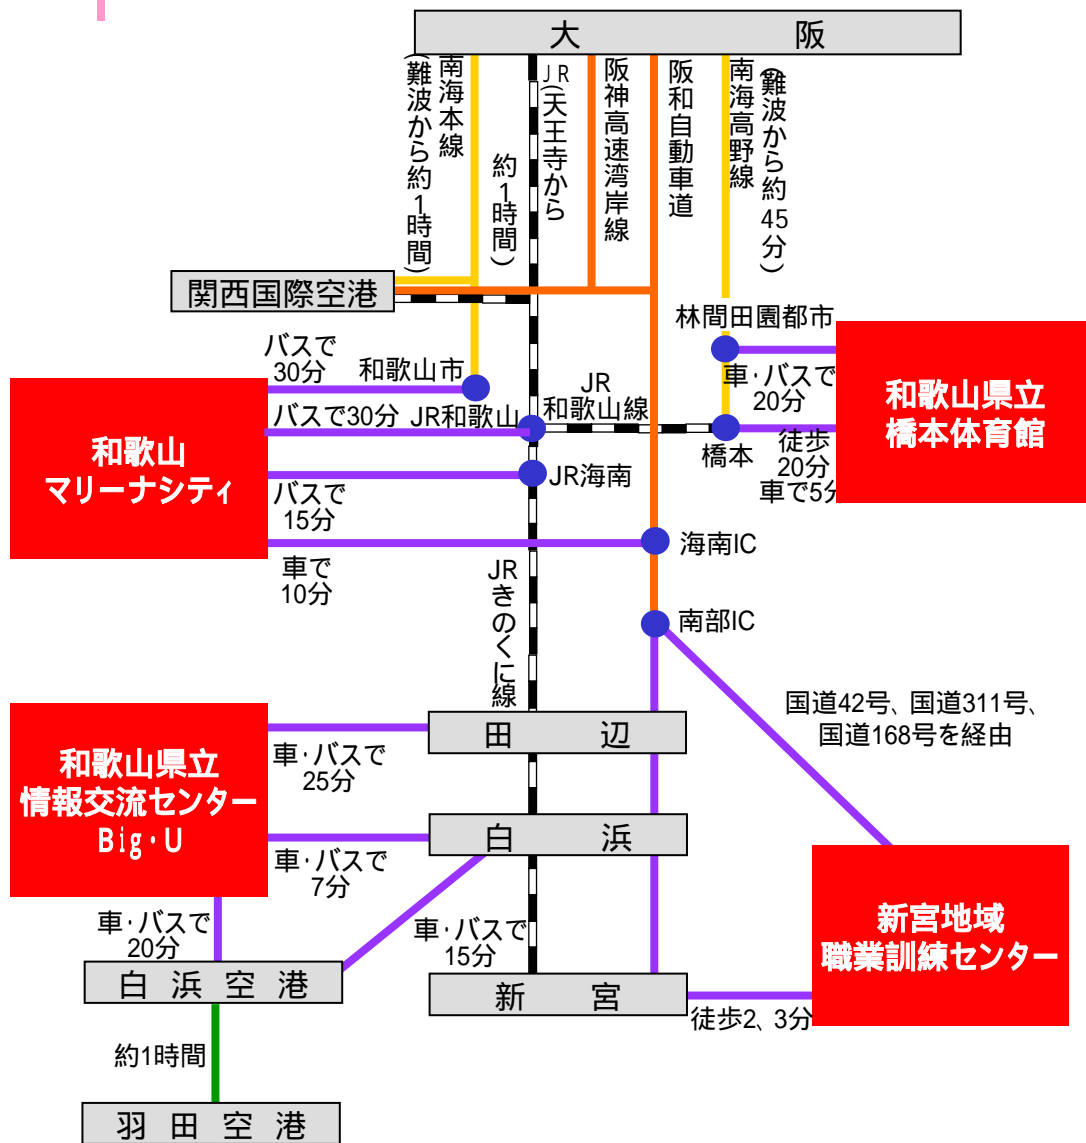 大阪
南海本線
(難波から約1時間)
JR
(天王寺から
約1時間)
阪神高速湾岸線
阪和自動車道
南海高野線
(難波から約45分)
関西国際空港
林間田園都市
バスで
30分
和歌山市
車・バスで
20分
和歌山県立
橋本体育館
JR
和歌山線
バスで30分
JR和歌山
和歌山
マリーナシティ
橋本
徒歩
20分
車で5分
JR海南
バスで
15分
海南IC
車で
10分
JRきのくに線
南部IC
国道42号、国道311号、
国道168号を経由
田辺
車・バスで
25分
和歌山県立
情報交流センター
Big・U
白浜
車・バスで
7分
車・バスで
20分
車・バスで
15分
新宮地域
職業訓練センター
白浜空港
新宮
徒歩2、3分
約1時間
羽田空港